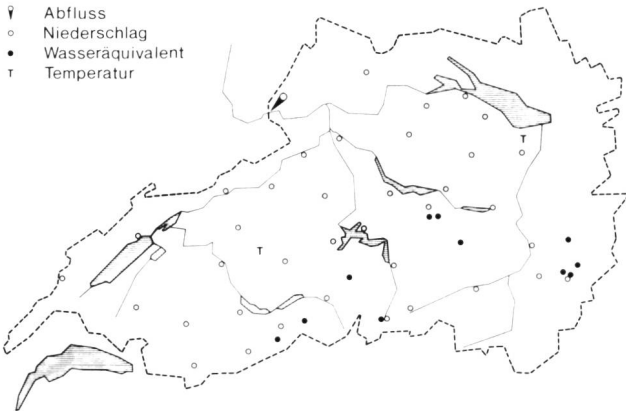 Abfluss
Niederschlag
Wasseräquivalent
T Temperatur
T
T